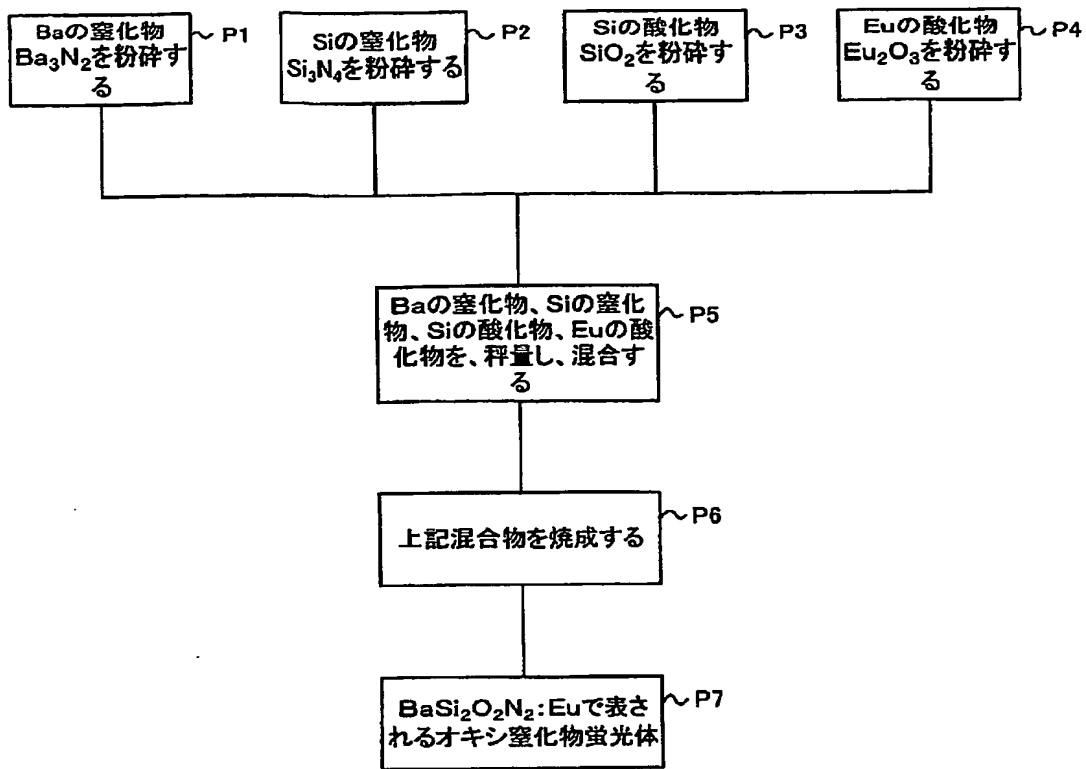 Baの窒化物
Ba₃N₂を粉砕す
る
P1
Siの窒化物
Si₃N₄を粉砕する
P2
Siの酸化物
SiO₂を粉砕す
る
P3
Euの酸化物
Eu₂O₃を粉砕す
る
P4
Baの窒化物、Siの窒化
物、Siの酸化物、Euの酸
化物を、秤量し、混合す
る
P5
上記混合物を焼成する
P6
BaSi₂O₂N₂:Euで表さ
れるオキシ窒化物蛍光体
P7